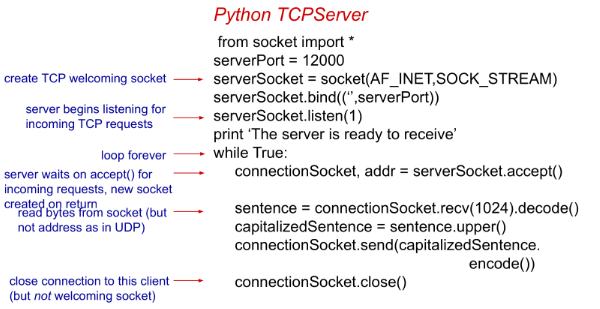 Python TCPServer
from socket import *
serverPort = 12000
create TCP welcoming socket
serverSocket = socket(AF_INET,SOCK_STREAM)
serverSocket.bind((‘’,serverPort))
server begins listening for
incoming TCP requests
serverSocket.listen(1)
print ‘The server is ready to receive’
loop forever
while True:
server waits on accept() for
incoming requests, new socket
created on return
connectionSocket, addr = serverSocket.accept()
read bytes from socket (but
not address as in UDP)
sentence = connectionSocket.recv(1024).decode()
capitalizedSentence = sentence.upper()
connectionSocket.send(capitalizedSentence.
encode())
close connection to this client
(but not welcoming socket)
connectionSocket.close()